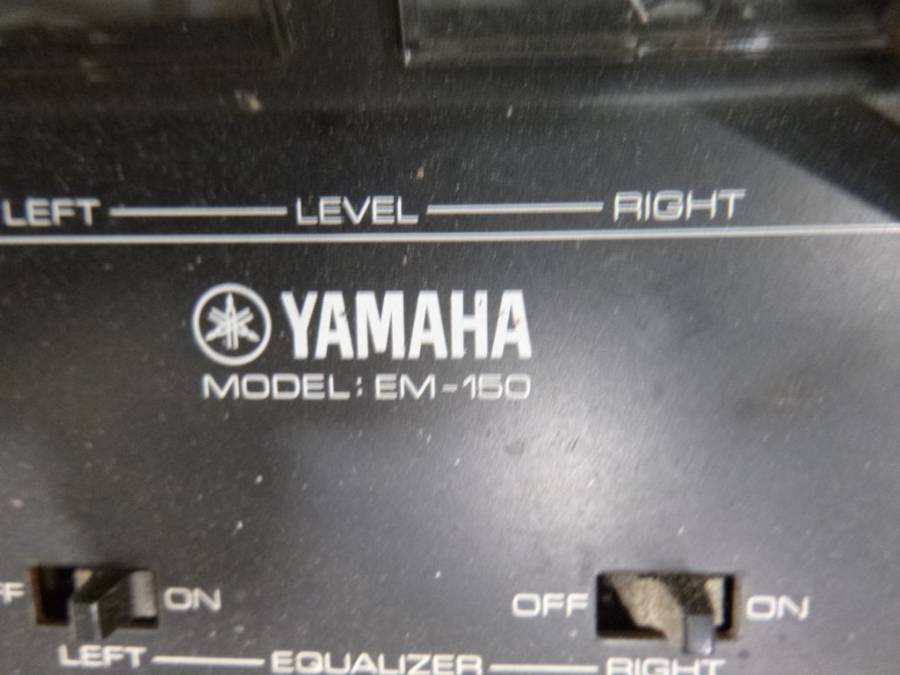 LEFT LEVEL RIGHT
YAMAHA
MODEL: EM-150
ON OFF ON
LEFT EQUALIZER RIGHT